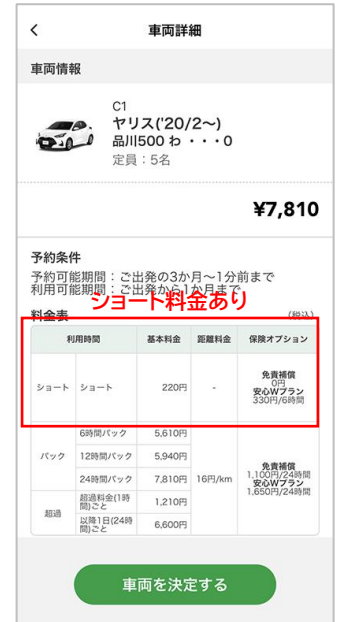 車両詳細
車両情報
C1
ヤリス('20/2〜)
品川500 わ ・・・0
定員：5名
¥7,810
予約条件
予約可能期間：ご出発の3か月〜1分前まで
利用可能期間：ご出発から1か月まで
ショート料金あり
料金表 (税込)
利用時間 基本料金 距離料金 保険オプション
ショート ショート 220円 - 免責補償
0円
安心Wプラン
330円/6時間
パック 6時間パック 5,610円
12時間パック 5,940円
24時間パック 7,810円 16円/km 免責補償
1,100円/24時間
安心Wプラン
1,650円/24時間
超過 超過料金(1時間)ごと 1,210円
以降1日(24時間)ごと 6,600円
車両を決定する